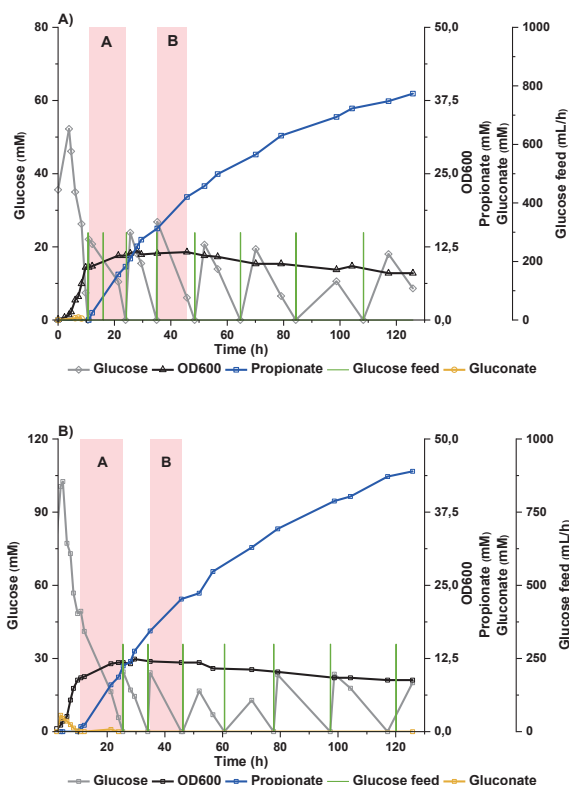 A)
A B
80 60 40 20 0
Glucose (mM)
0 20 40 60 80 100 120
Time (h)
50,0 37,5 25,0 12,5 0,0
OD600
Propionate (mM)
Gluconate (mM)
1000 800 600 400 200 0
Glucose feed (mL/h)
Glucose OD600 Propionate Glucose feed Gluconate
B)
A B
120 90 60 30 0
Glucose (mM)
0 20 40 60 80 100 120
Time (h)
50,0 37,5 25,0 12,5 0,0
OD600
Propionate (mM)
Gluconate (mM)
1000 750 500 250 0
Glucose feed (mL/h)
Glucose OD600 Propionate Glucose feed Gluconate